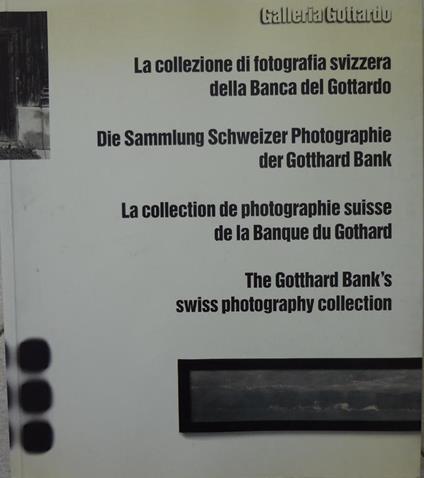 Galleria Gottardo
La collezione di fotografia svizzera
della Banca del Gottardo
Die Sammlung Schweizer Photographie
der Gotthard Bank
La collection de photographie suisse
de la Banque du Gothard
The Gotthard Bank's
swiss photography collection